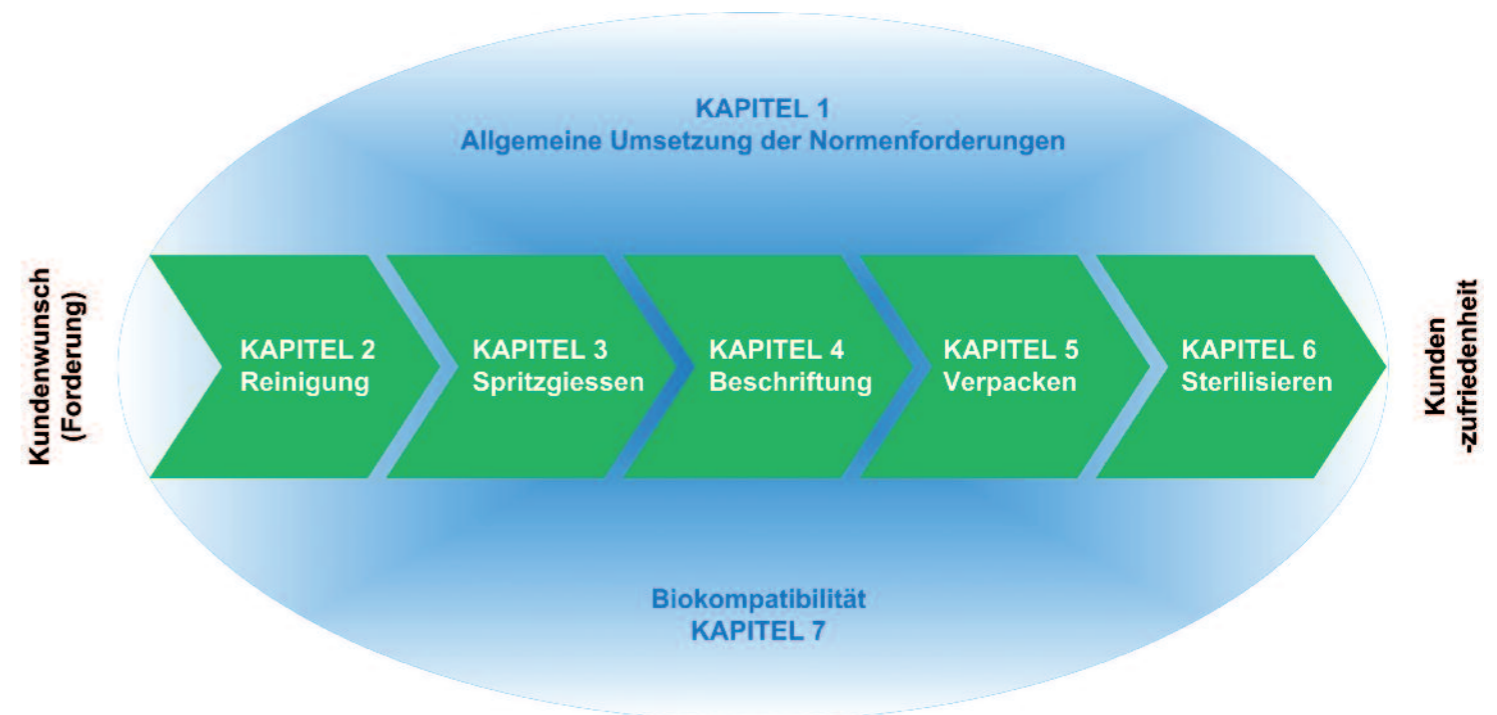 KAPITEL 1
Allgemeine Umsetzung der Normenforderungen
Kundenwunsch
(Forderung)
KAPITEL 2
Reinigung
KAPITEL 3
Spritzgiessen
KAPITEL 4
Beschriftung
KAPITEL 5
Verpacken
KAPITEL 6
Sterilisieren
Kunden
-zufriedenheit
Biokompatibilität
KAPITEL 7